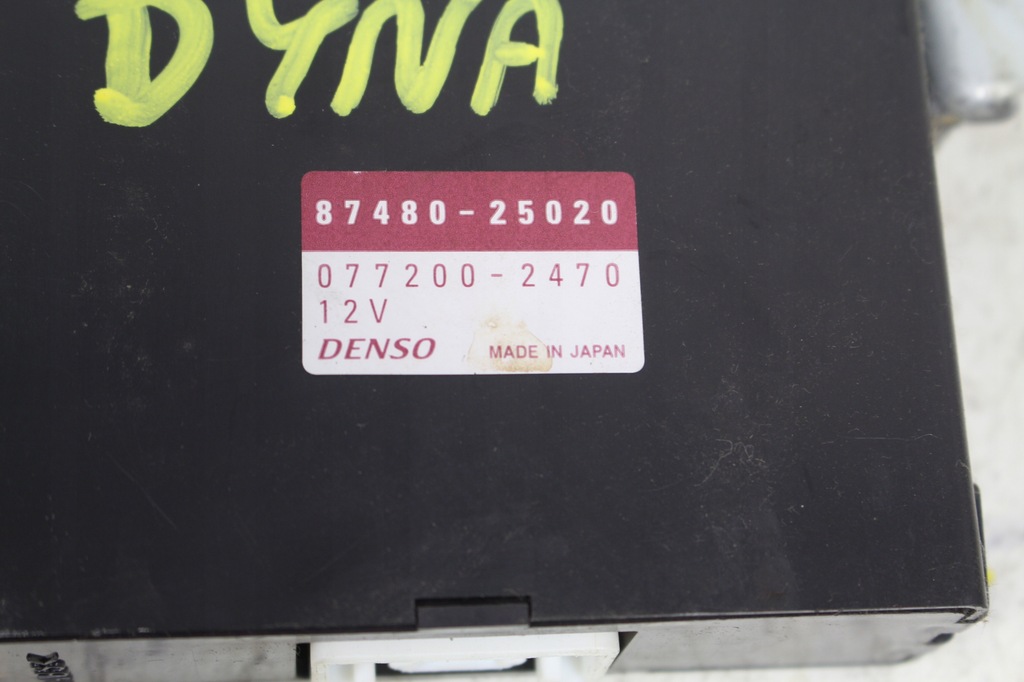 DYNA
87480-25020
077200-2470
12V
DENSO MADE IN JAPAN